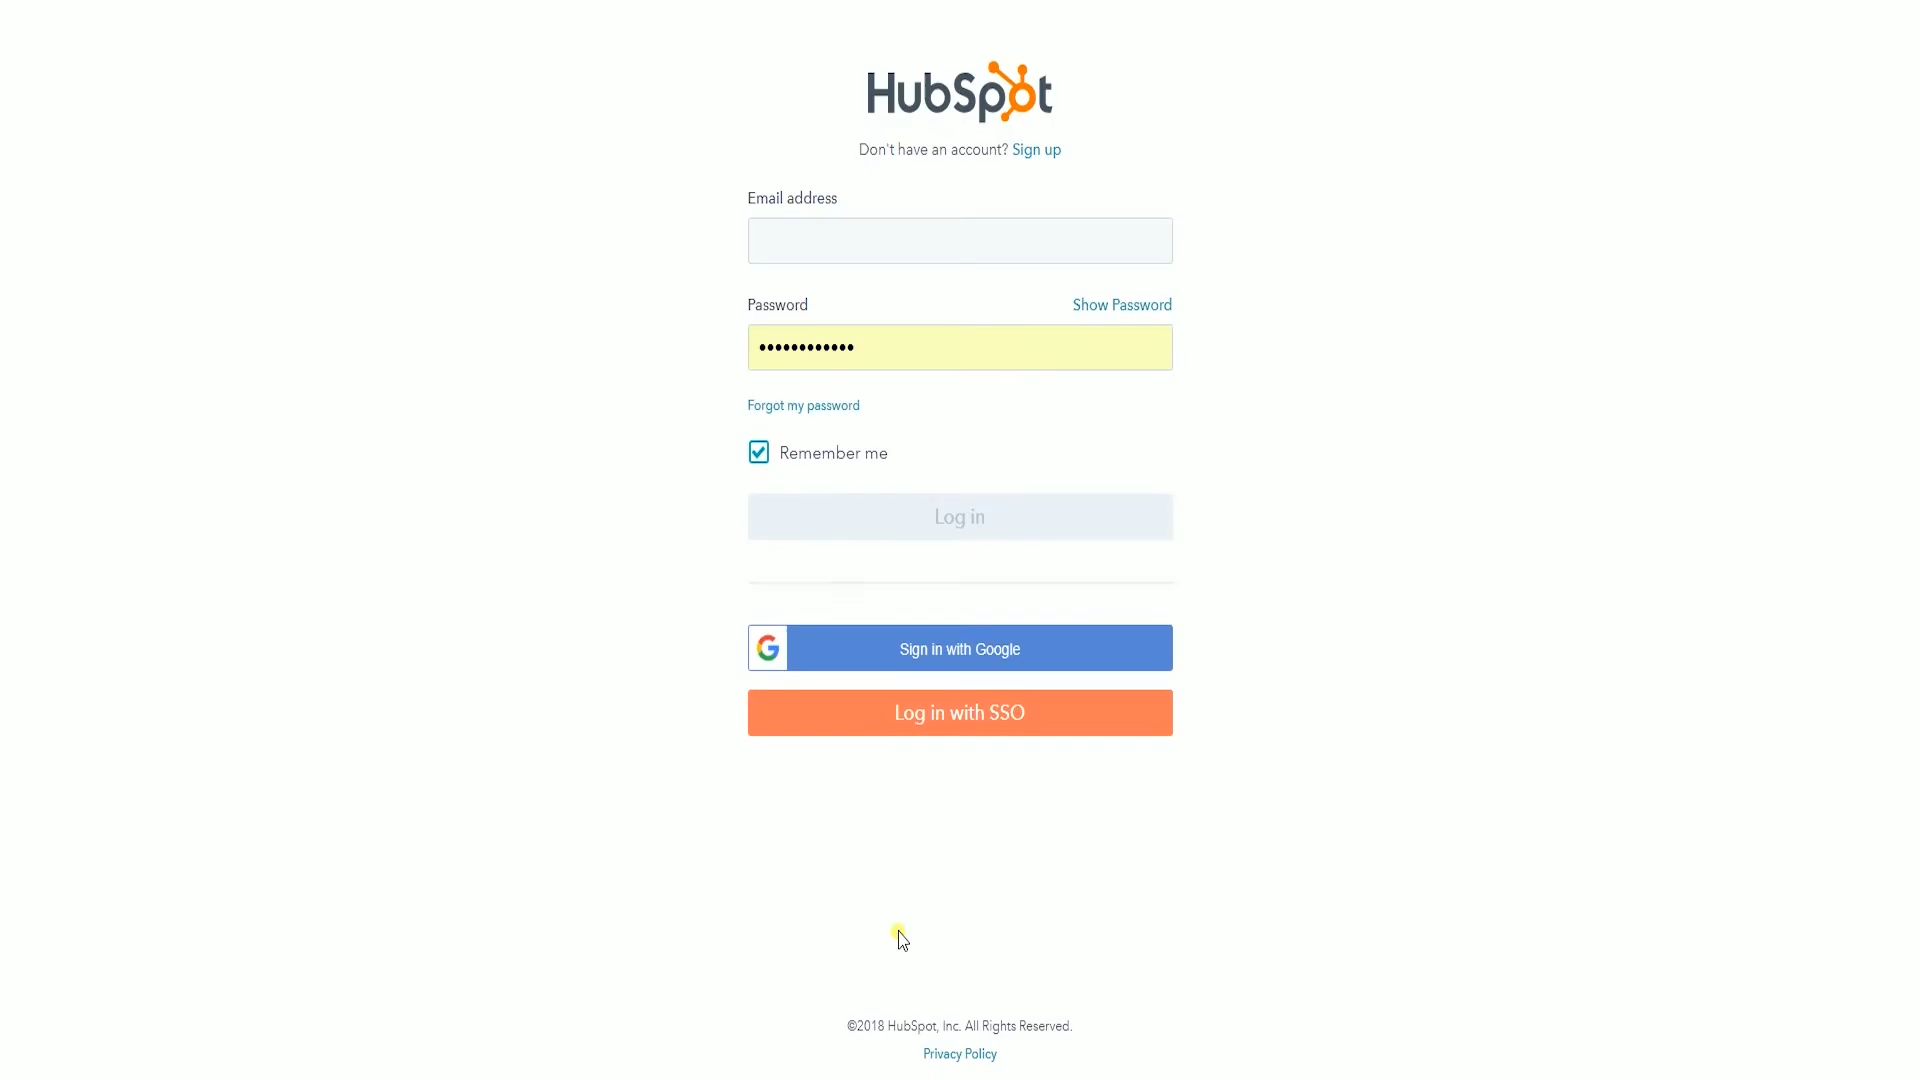 HubSpot
Don't have an account? Sign up
Email address
Password Show Password
••••••••••••
Forgot my password
Remember me
Log in
G Sign in with Google
Log in with SSO
©2018 HubSpot, Inc. All Rights Reserved.
Privacy Policy